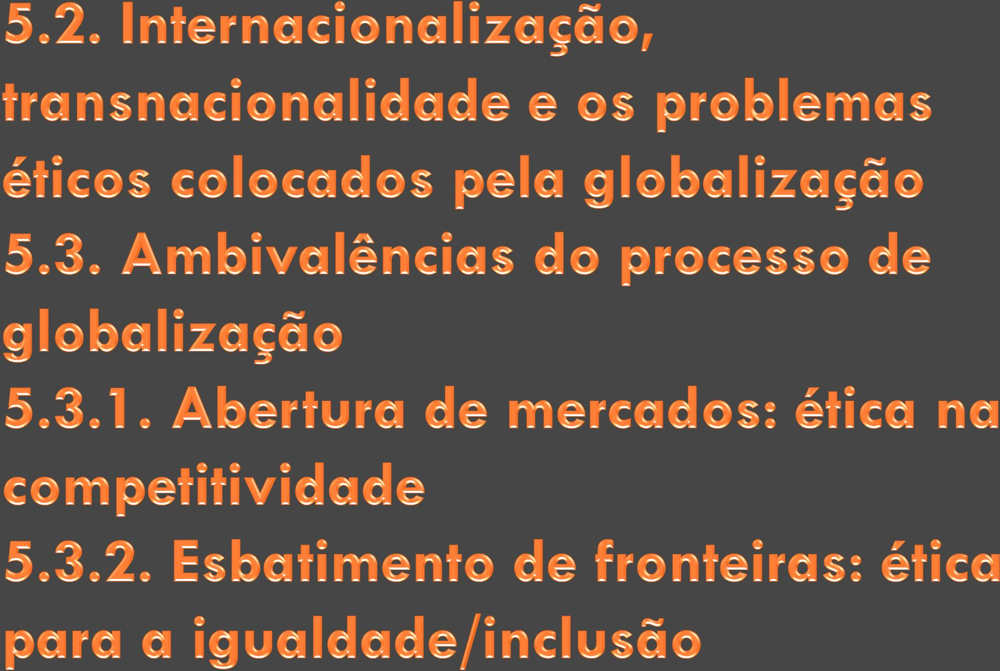 5.2. Internacionalização,
transnacionalidade e os problemas
éticos colocados pela globalização
5.3. Ambivalências do processo de
globalização
5.3.1. Abertura de mercados: ética na
competitividade
5.3.2. Esbatimento de fronteiras: ética
para a igualdade/inclusão